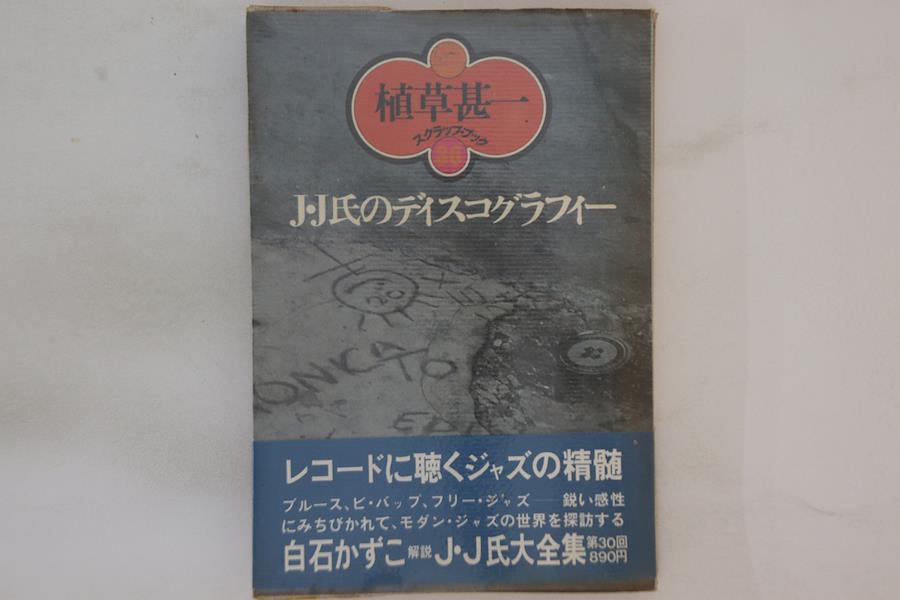 植草甚一
スクラップ・ブック
36
J・J氏のディスコグラフィー
20
MONICA TO
レコードに聴くジャズの精髄
ブルース、ビ・バップ、フリー・ジャズ——鋭い感性
にみちびかれて、モダン・ジャズの世界を探訪する
白石かずこ 解説 J・J氏大全集 第30回 890円